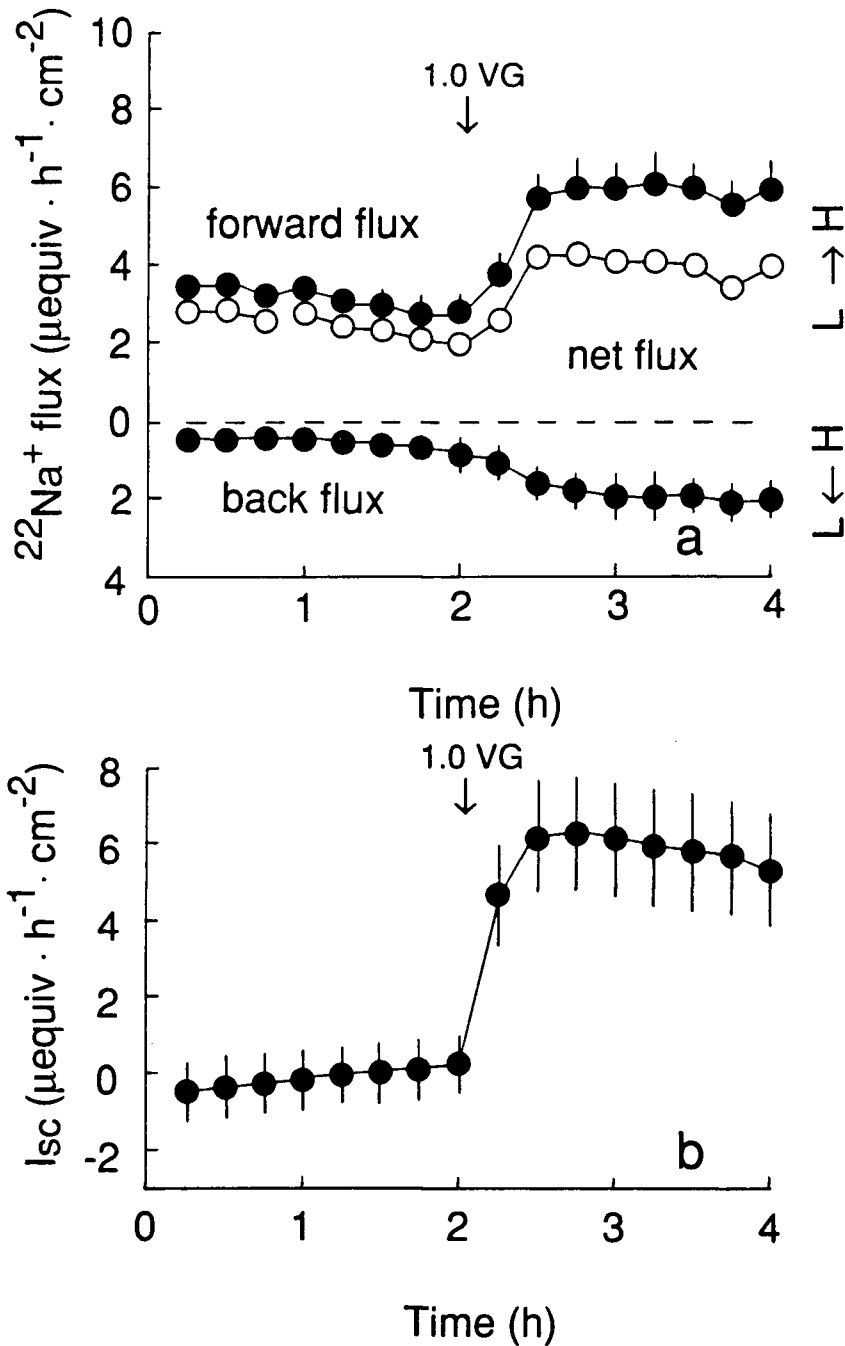 10
8
6
4
2
0
2
4
²²Na⁺ flux (µequiv · h⁻¹ · cm⁻²)
1.0 VG
↓
forward flux
net flux
back flux
a
L → H
L ← H
0 1 2 3 4
Time (h)
1.0 VG
↓
8
6
4
2
0
-2
Isc (µequiv · h⁻¹ · cm⁻²)
b
0 1 2 3 4
Time (h)